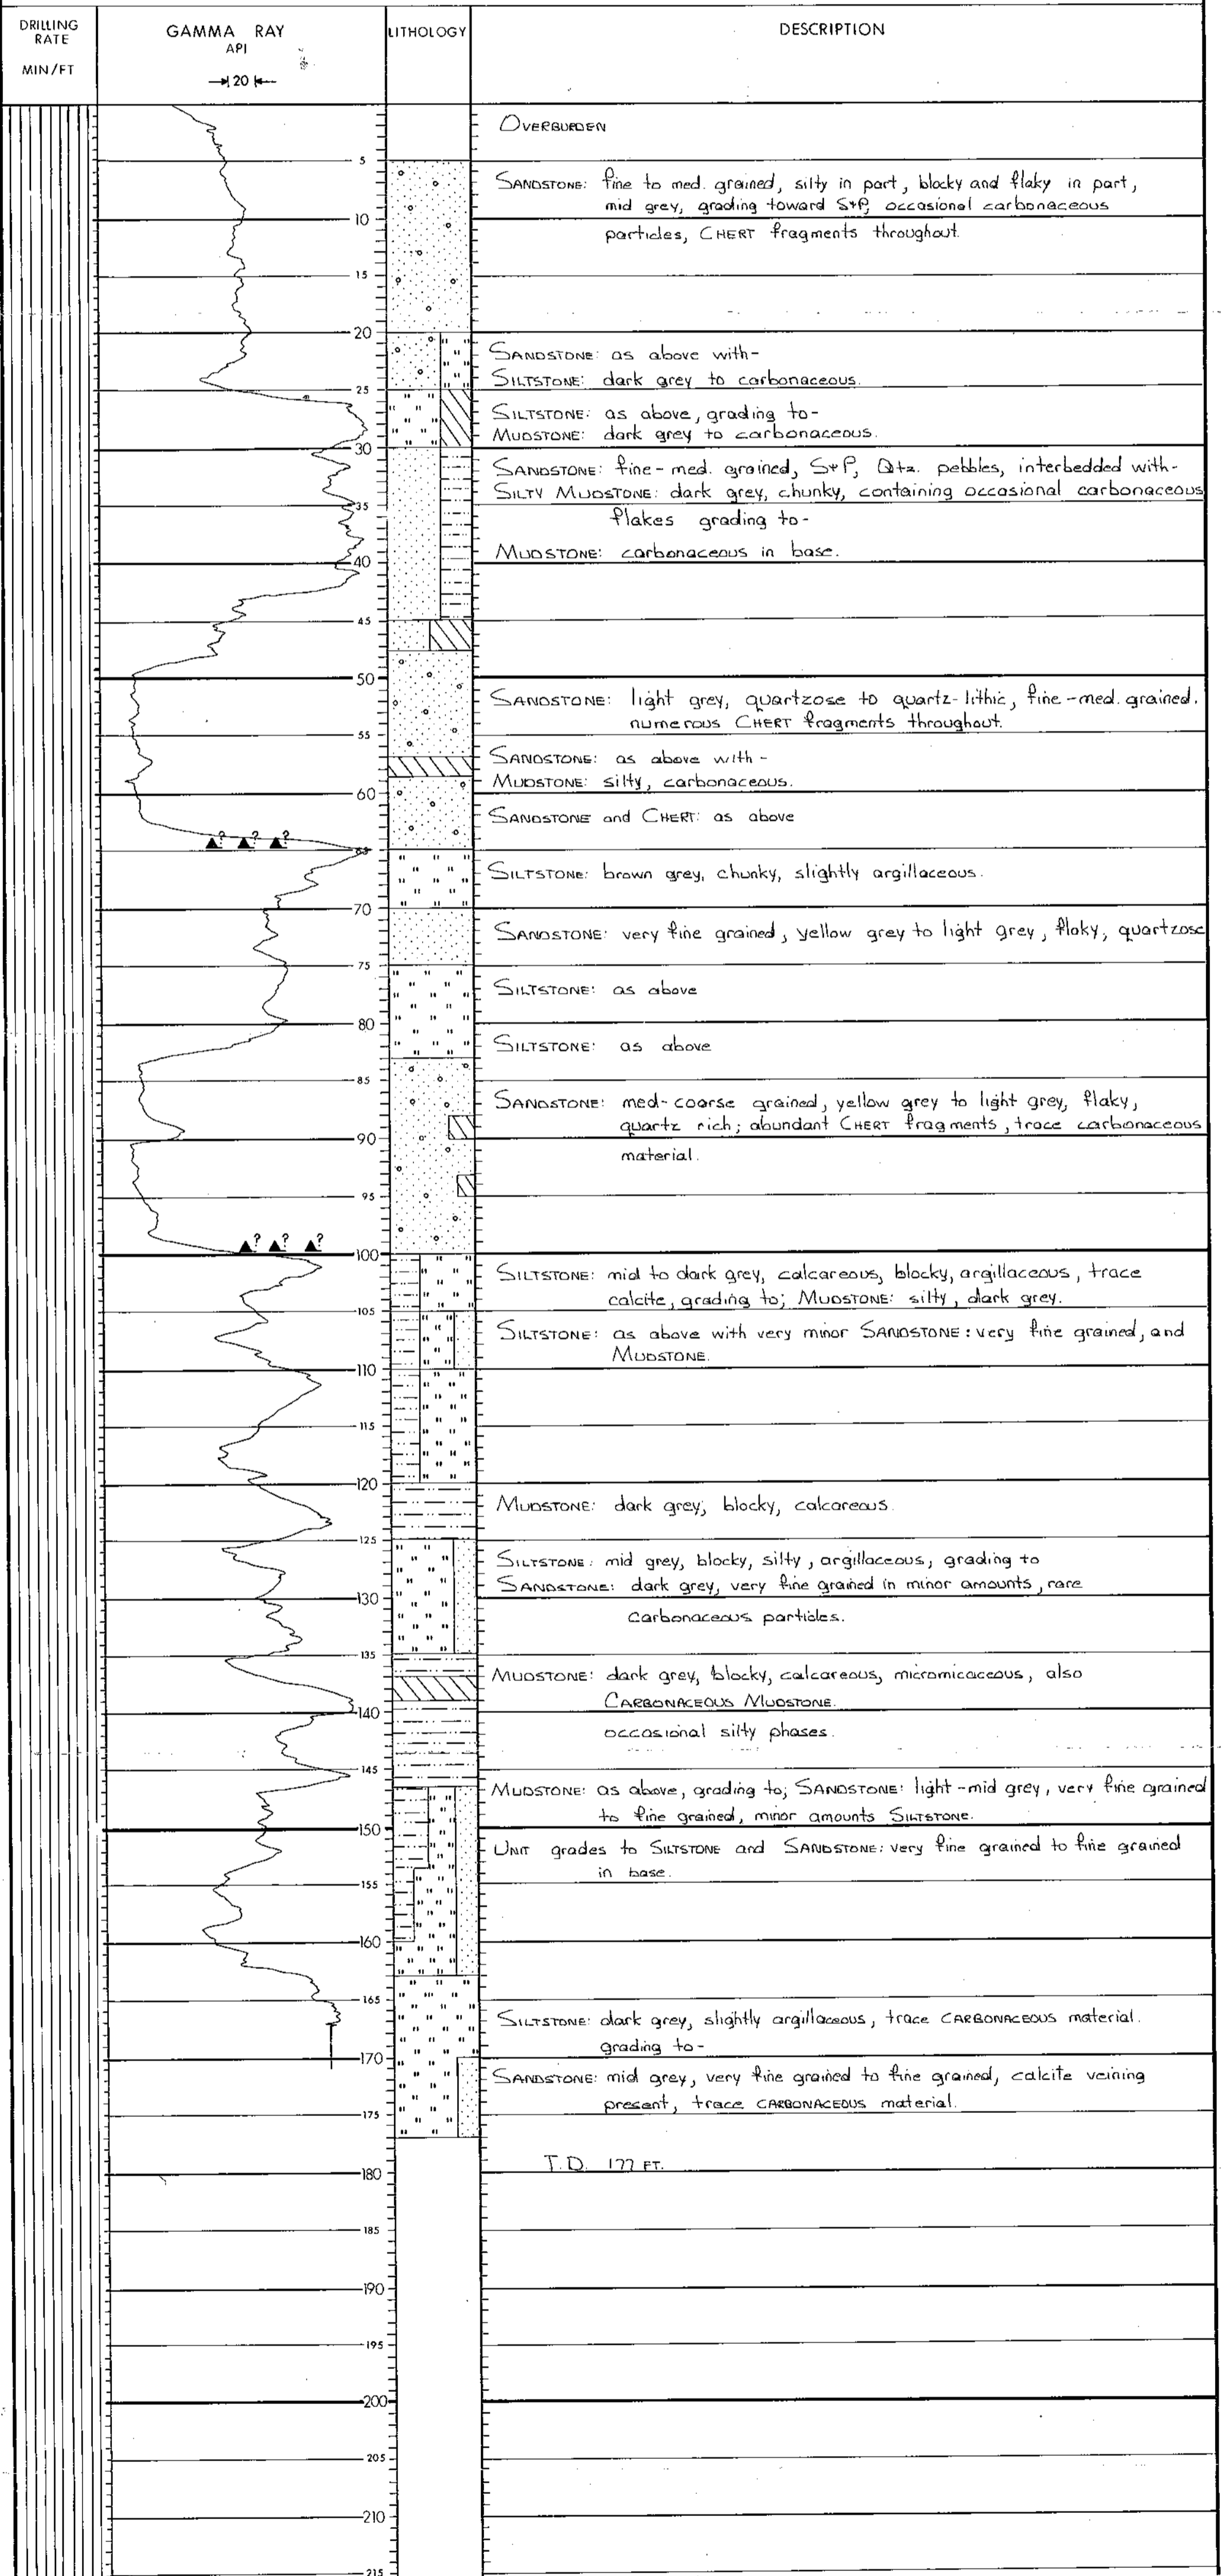 DRILLING
RATE
MIN/FT
GAMMA RAY
API
20
LITHOLOGY
DESCRIPTION
OVERBURDEN
5
SANDSTONE: fine to med. grained, silty in part, blocky and flaky in part,
mid grey, grading toward S+P, occasional carbonaceous
10
particles, CHERT fragments throughout.
15
20
SANDSTONE: as above with-
SILTSTONE: dark grey to carbonaceous.
25
SILTSTONE: as above, grading to-
MUDSTONE: dark grey to carbonaceous.
30
SANDSTONE: fine-med. grained, S+P, Qtz. pebbles, interbedded with-
SILTY MUDSTONE: dark grey, chunky, containing occasional carbonaceous
35
flakes grading to-
MUDSTONE: carbonaceous in base.
40
45
50
SANDSTONE: light grey, quartzose to quartz-lithic, fine-med. grained.
numerous CHERT fragments throughout.
55
SANDSTONE: as above with-
MUDSTONE: silty, carbonaceous.
60
SANDSTONE and CHERT: as above
? ? ?
65
SILTSTONE: brown grey, chunky, slightly argillaceous.
70
SANDSTONE: very fine grained, yellow grey to light grey, flaky, quartzose
75
SILTSTONE: as above
80
SILTSTONE: as above
85
SANDSTONE: med-coarse grained, yellow grey to light grey, flaky,
quartz rich; abundant CHERT fragments, trace carbonaceous
90
material.
95
? ? ?
100
SILTSTONE: mid to dark grey, calcareous, blocky, argillaceous, trace
calcite, grading to; MUDSTONE: silty, dark grey.
105
SILTSTONE: as above with very minor SANDSTONE: very fine grained, and
MUDSTONE.
110
115
120
MUDSTONE: dark grey, blocky, calcareous.
125
SILTSTONE: mid grey, blocky, silty, argillaceous, grading to
SANDSTONE: dark grey, very fine grained in minor amounts, rare
130
Carbonaceous particles.
135
MUDSTONE: dark grey, blocky, calcareous, micromicaceous, also
CARBONACEOUS MUDSTONE.
140
occasional silty phases.
145
MUDSTONE: as above, grading to; SANDSTONE: light-mid grey, very fine grained
to fine grained, minor amounts SILTSTONE.
150
UNIT grades to SILTSTONE and SANDSTONE: very fine grained to fine grained
in base.
155
160
165
SILTSTONE: dark grey, slightly argillaceous, trace CARBONACEOUS material.
grading to-
170
SANDSTONE: mid grey, very fine grained to fine grained, calcite veining
present, trace CARBONACEOUS material.
175
T.D. 177 FT.
180
185
190
195
200
205
210
215